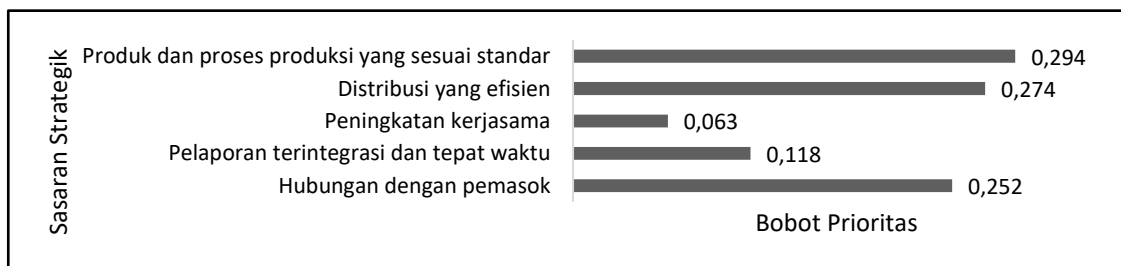 Sasaran Strategik
Produk dan proses produksi yang sesuai standar 0,294
Distribusi yang efisien 0,274
Peningkatan kerjasama 0,063
Pelaporan terintegrasi dan tepat waktu 0,118
Hubungan dengan pemasok 0,252
Bobot Prioritas